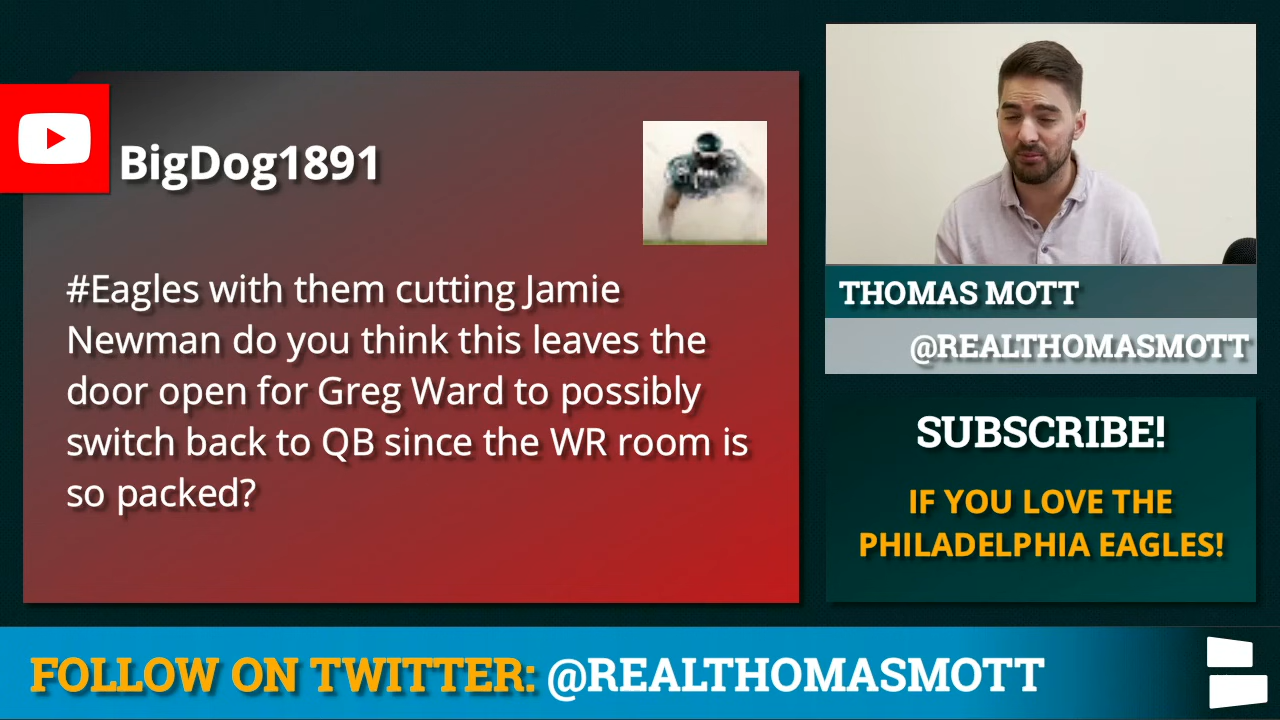 BigDog1891
#Eagles with them cutting Jamie
Newman do you think this leaves the
door open for Greg Ward to possibly
switch back to QB since the WR room is
so packed?
THOMAS MOTT
@REALTHOMASMOTT
SUBSCRIBE!
IF YOU LOVE THE
PHILADELPHIA EAGLES!
FOLLOW ON TWITTER: @REALTHOMASMOTT